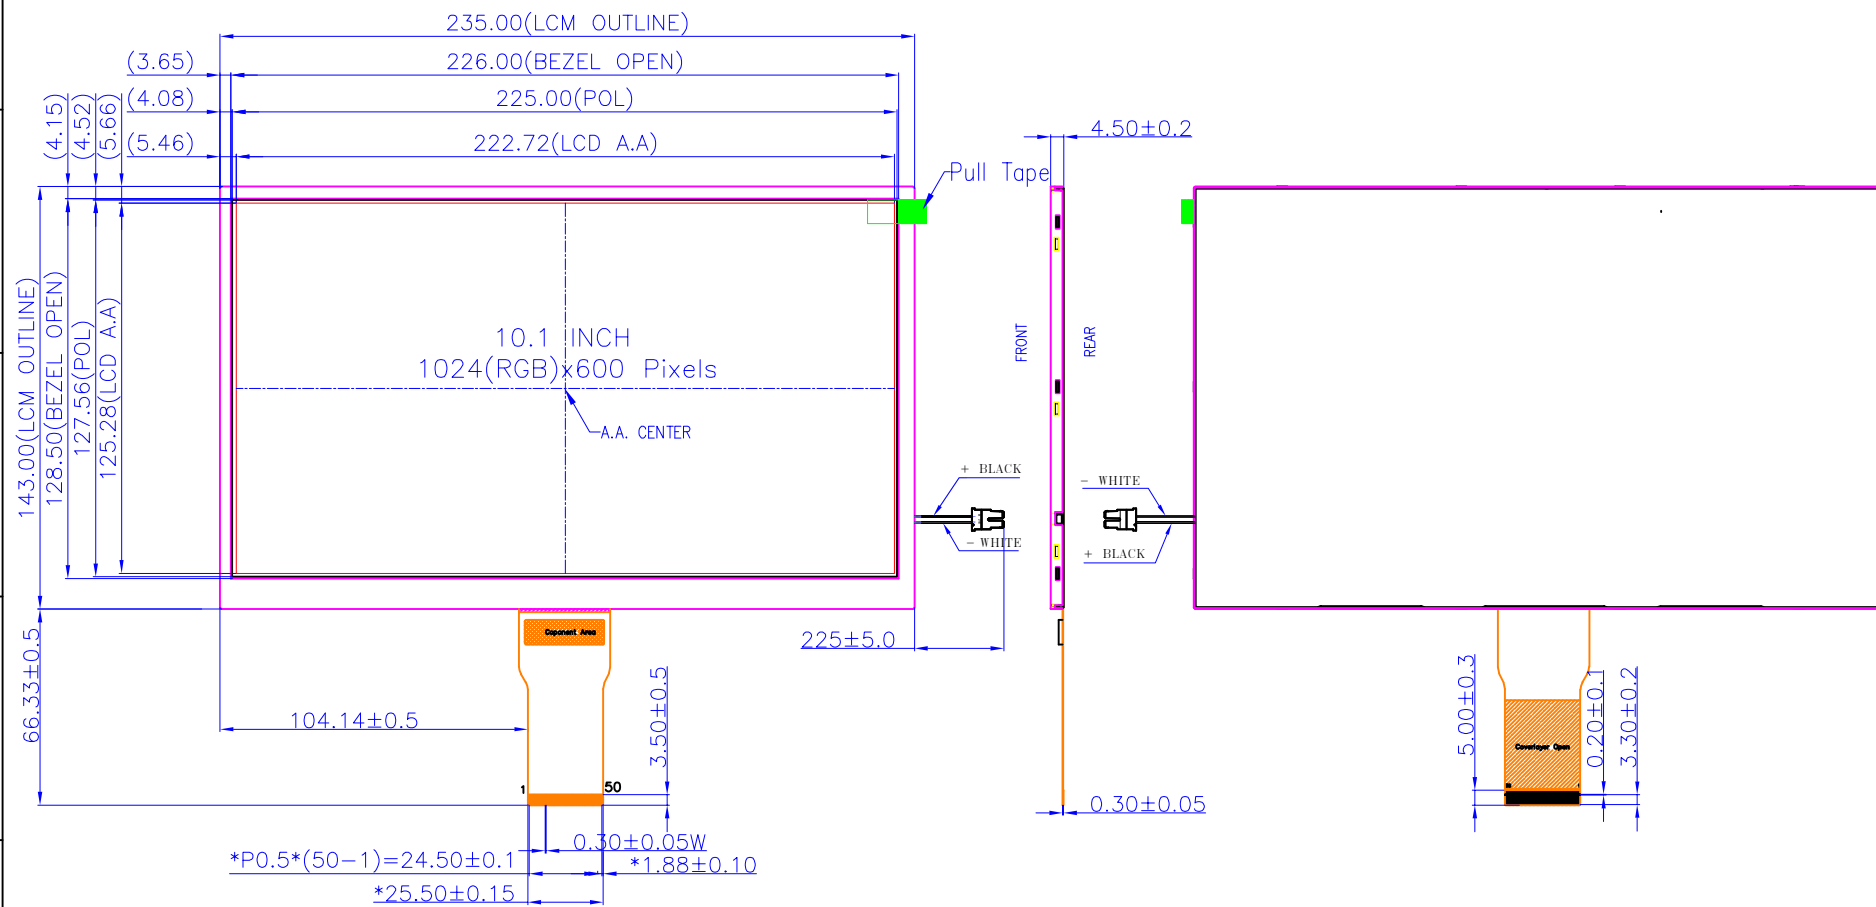 235.00(LCM OUTLINE)
(3.65)
226.00(BEZEL OPEN)
(4.08)
225.00(POL)
(5.46)
222.72(LCD A.A)
(4.15)
(4.52)
(5.66)
4.50±0.2
Pull Tape
143.00(LCM OUTLINE)
128.50(BEZEL OPEN)
127.56(POL)
125.28(LCD A.A)
10.1 INCH
1024(RGB)x600 Pixels
A.A. CENTER
FRONT
REAR
+ BLACK
- WHITE
- WHITE
+ BLACK
66.33±0.5
Coponent Area
225±5.0
104.14±0.5
3.50±0.5
5.00±0.3
0.20±0.1
3.30±0.2
Coverlayer Open
1
50
0.30±0.05
0.30±0.05W
*P0.5*(50-1)=24.50±0.1
*1.88±0.10
*25.50±0.15